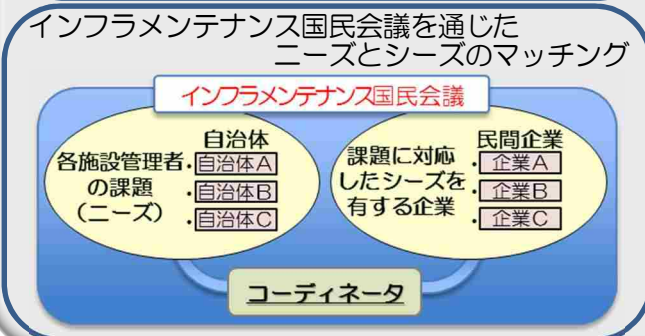 インフラメンテナンス国民会議を通じた
ニーズとシーズのマッチング
インフラメンテナンス国民会議
自治体
各施設管理者
の課題
（ニーズ）
・自治体A
・自治体B
・自治体C
民間企業
課題に対応
したシーズを
有する企業
・企業A
・企業B
・企業C
コーディネータ